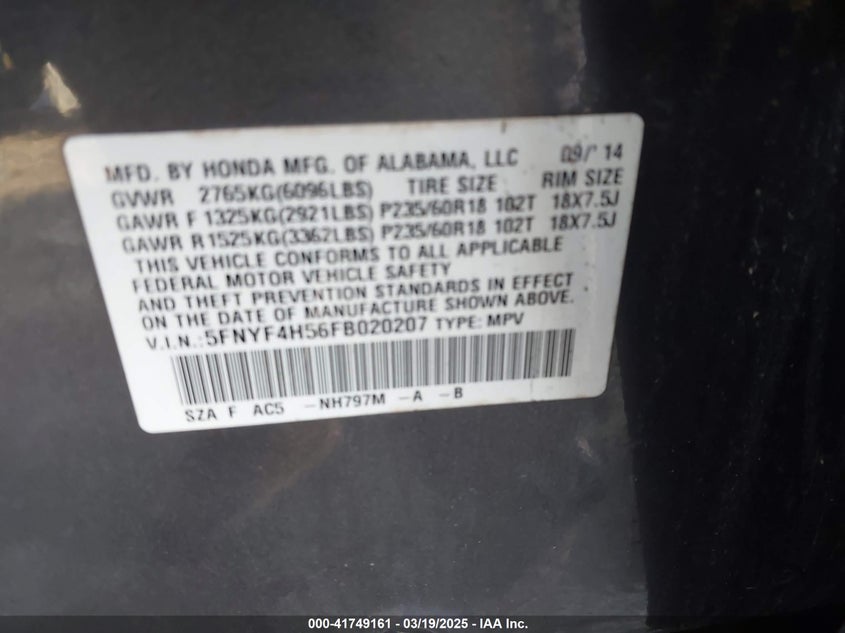 MFD. BY HONDA MFG. OF ALABAMA, LLC 09/'14
GVWR 2765KG(6096LBS) TIRE SIZE RIM SIZE
GAWR F 1325KG(2921LBS) P235/60R18 102T 18X7.5J
GAWR R1525KG(3362LBS) P235/60R18 102T 18X7.5J
THIS VEHICLE CONFORMS TO ALL APPLICABLE
FEDERAL MOTOR VEHICLE SAFETY
AND THEFT PREVENTION STANDARDS IN EFFECT
ON THE DATE OF MANUFACTURE SHOWN ABOVE.
V.I.N.:5FNYF4H56FB020207 TYPE: MPV
SZA F AC5 -NH797M -A -B
000-41749161 - 03/19/2025 - IAA Inc.